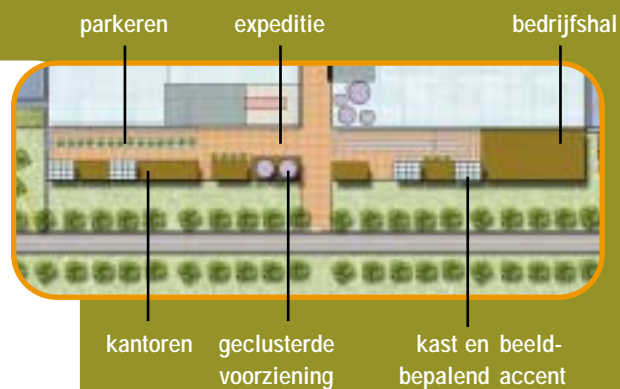 parkeren expeditie bedrijfshal
kantoren geclusterde kast en beeld-
voorziening bepalend accent